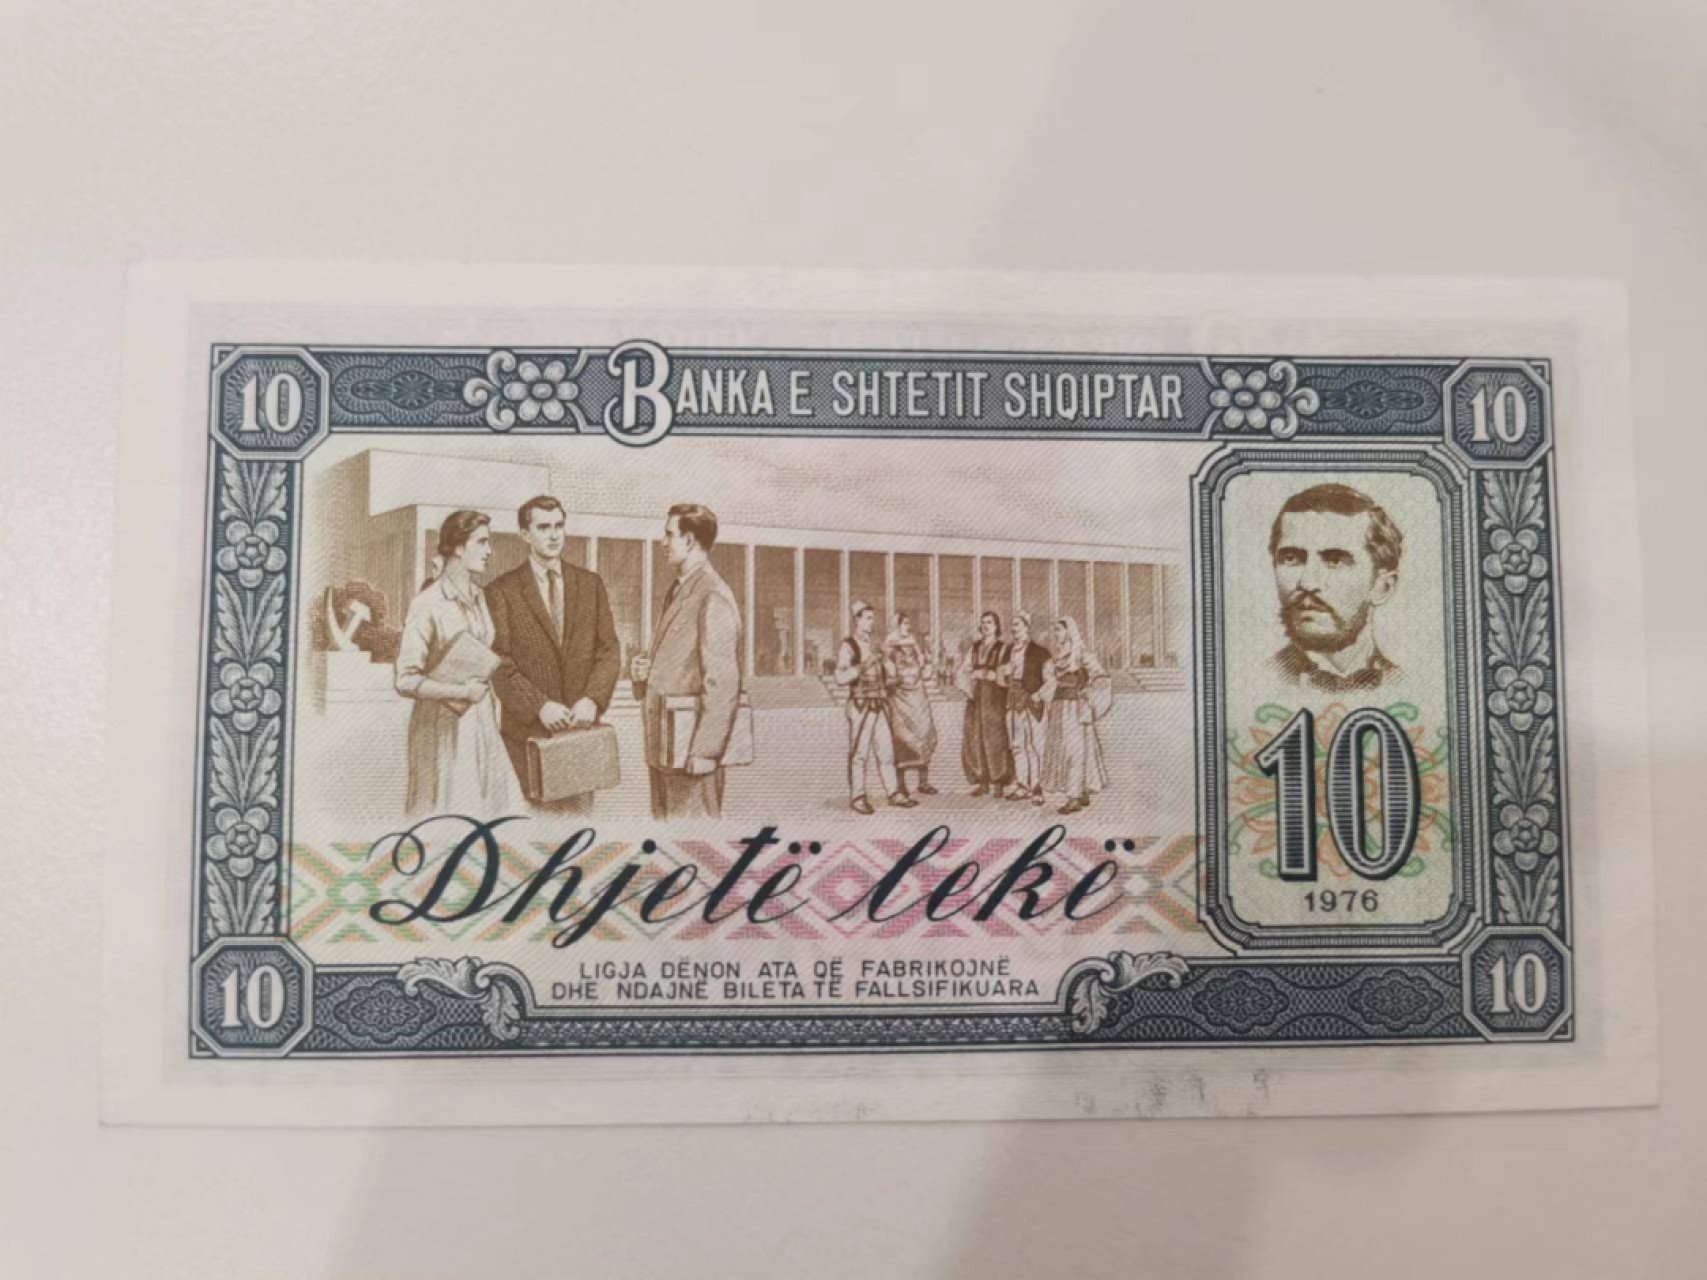 10 BANKA E SHTETIT SHQIPTAR 10
Dhjetë lekë
10
1976
LIGJA DËNON ATA QË FABRIKOJNË
DHE NDAJNË BILETA TË FALLSIFIKUARA
10 10